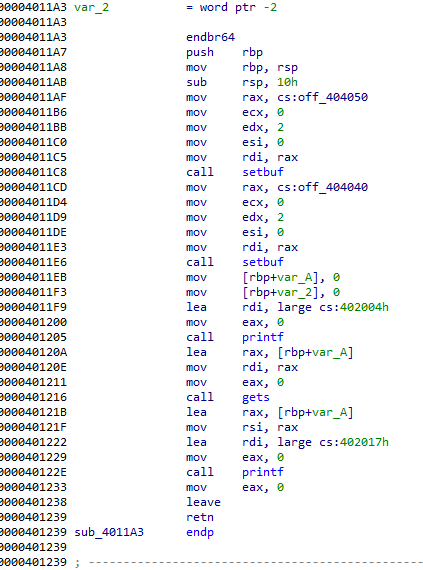 00004011A3 var_2 = word ptr -2
00004011A3
00004011A3 endbr64
00004011A7 push rbp
00004011A8 mov rbp, rsp
00004011AB sub rsp, 10h
00004011AF mov rax, cs:off_404050
00004011B6 mov ecx, 0
00004011BB mov edx, 2
00004011C0 mov esi, 0
00004011C5 mov rdi, rax
00004011C8 call setbuf
00004011CD mov rax, cs:off_404040
00004011D4 mov ecx, 0
00004011D9 mov edx, 2
00004011DE mov esi, 0
00004011E3 mov rdi, rax
00004011E6 call setbuf
00004011EB mov [rbp+var_A], 0
00004011F3 mov [rbp+var_2], 0
00004011F9 lea rdi, large cs:402004h
0000401200 mov eax, 0
0000401205 call printf
000040120A lea rax, [rbp+var_A]
000040120E mov rdi, rax
0000401211 mov eax, 0
0000401216 call gets
000040121B lea rax, [rbp+var_A]
000040121F mov rsi, rax
0000401222 lea rdi, large cs:402017h
0000401229 mov eax, 0
000040122E call printf
0000401233 mov eax, 0
0000401238 leave
0000401239 retn
0000401239 sub_4011A3 endp
0000401239
0000401239 ; ---------------------------------------------------